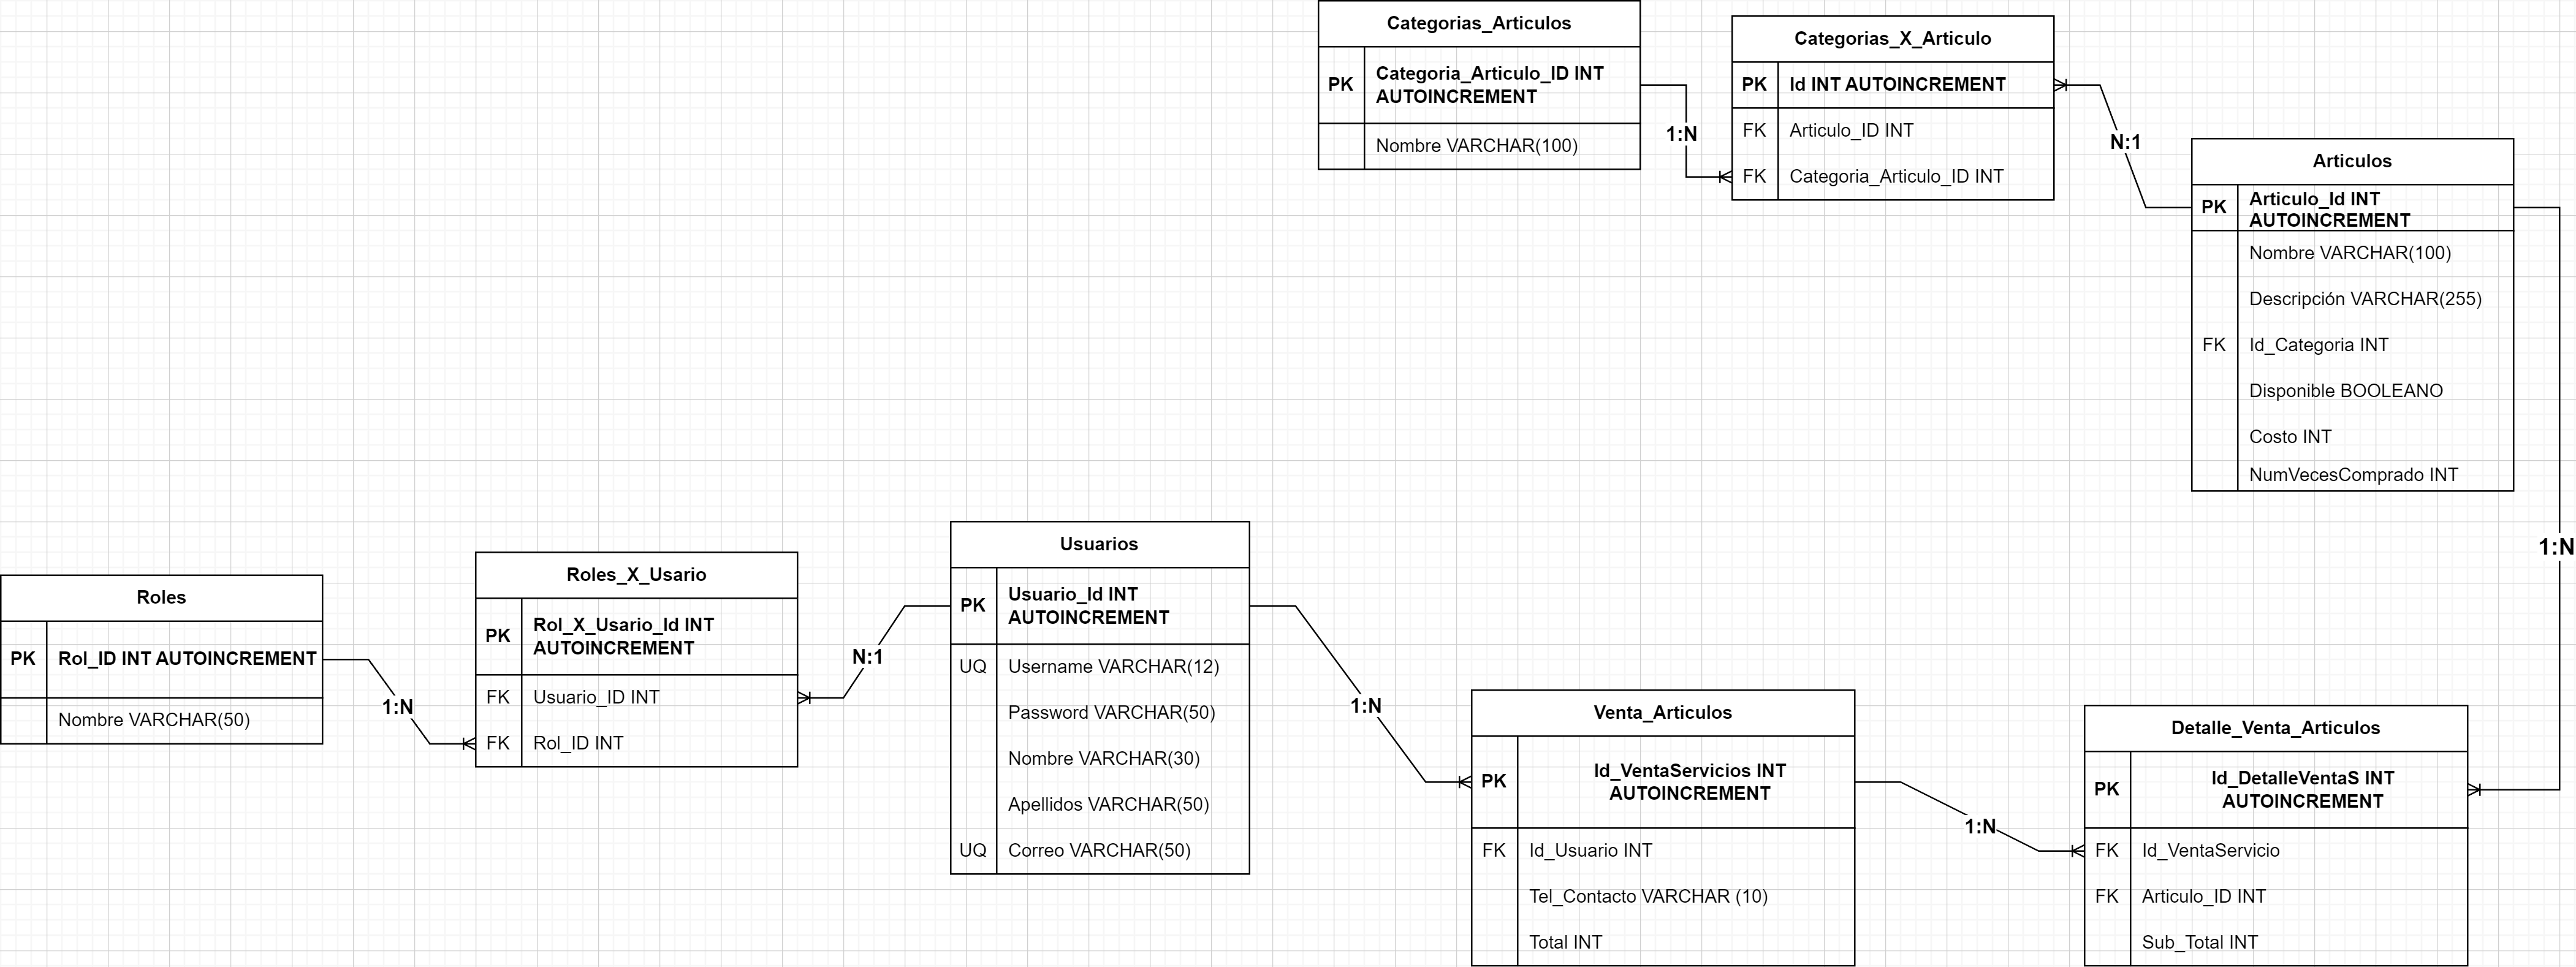 Categorias_Articulos
PK
Categoria_Articulo_ID INT
AUTOINCREMENT
Nombre VARCHAR(100)
1:N
Categorias_X_Articulo
PK Id INT AUTOINCREMENT
FK Articulo_ID INT
FK Categoria_Articulo_ID INT
N:1
Articulos
PK
Articulo_Id INT
AUTOINCREMENT
Nombre VARCHAR(100)
Descripción VARCHAR(255)
FK Id_Categoria INT
Disponible BOOLEANO
Costo INT
NumVecesComprado INT
1:N
Roles
PK Rol_ID INT AUTOINCREMENT
Nombre VARCHAR(50)
1:N
Roles_X_Usario
PK
Rol_X_Usario_Id INT
AUTOINCREMENT
FK Usuario_ID INT
FK Rol_ID INT
N:1
Usuarios
PK
Usuario_Id INT
AUTOINCREMENT
UQ Username VARCHAR(12)
Password VARCHAR(50)
Nombre VARCHAR(30)
Apellidos VARCHAR(50)
UQ Correo VARCHAR(50)
1:N
Venta_Articulos
PK
Id_VentaServicios INT
AUTOINCREMENT
FK Id_Usuario INT
Tel_Contacto VARCHAR (10)
Total INT
1:N
Detalle_Venta_Articulos
PK
Id_DetalleVentaS INT
AUTOINCREMENT
FK Id_VentaServicio
FK Articulo_ID INT
Sub_Total INT